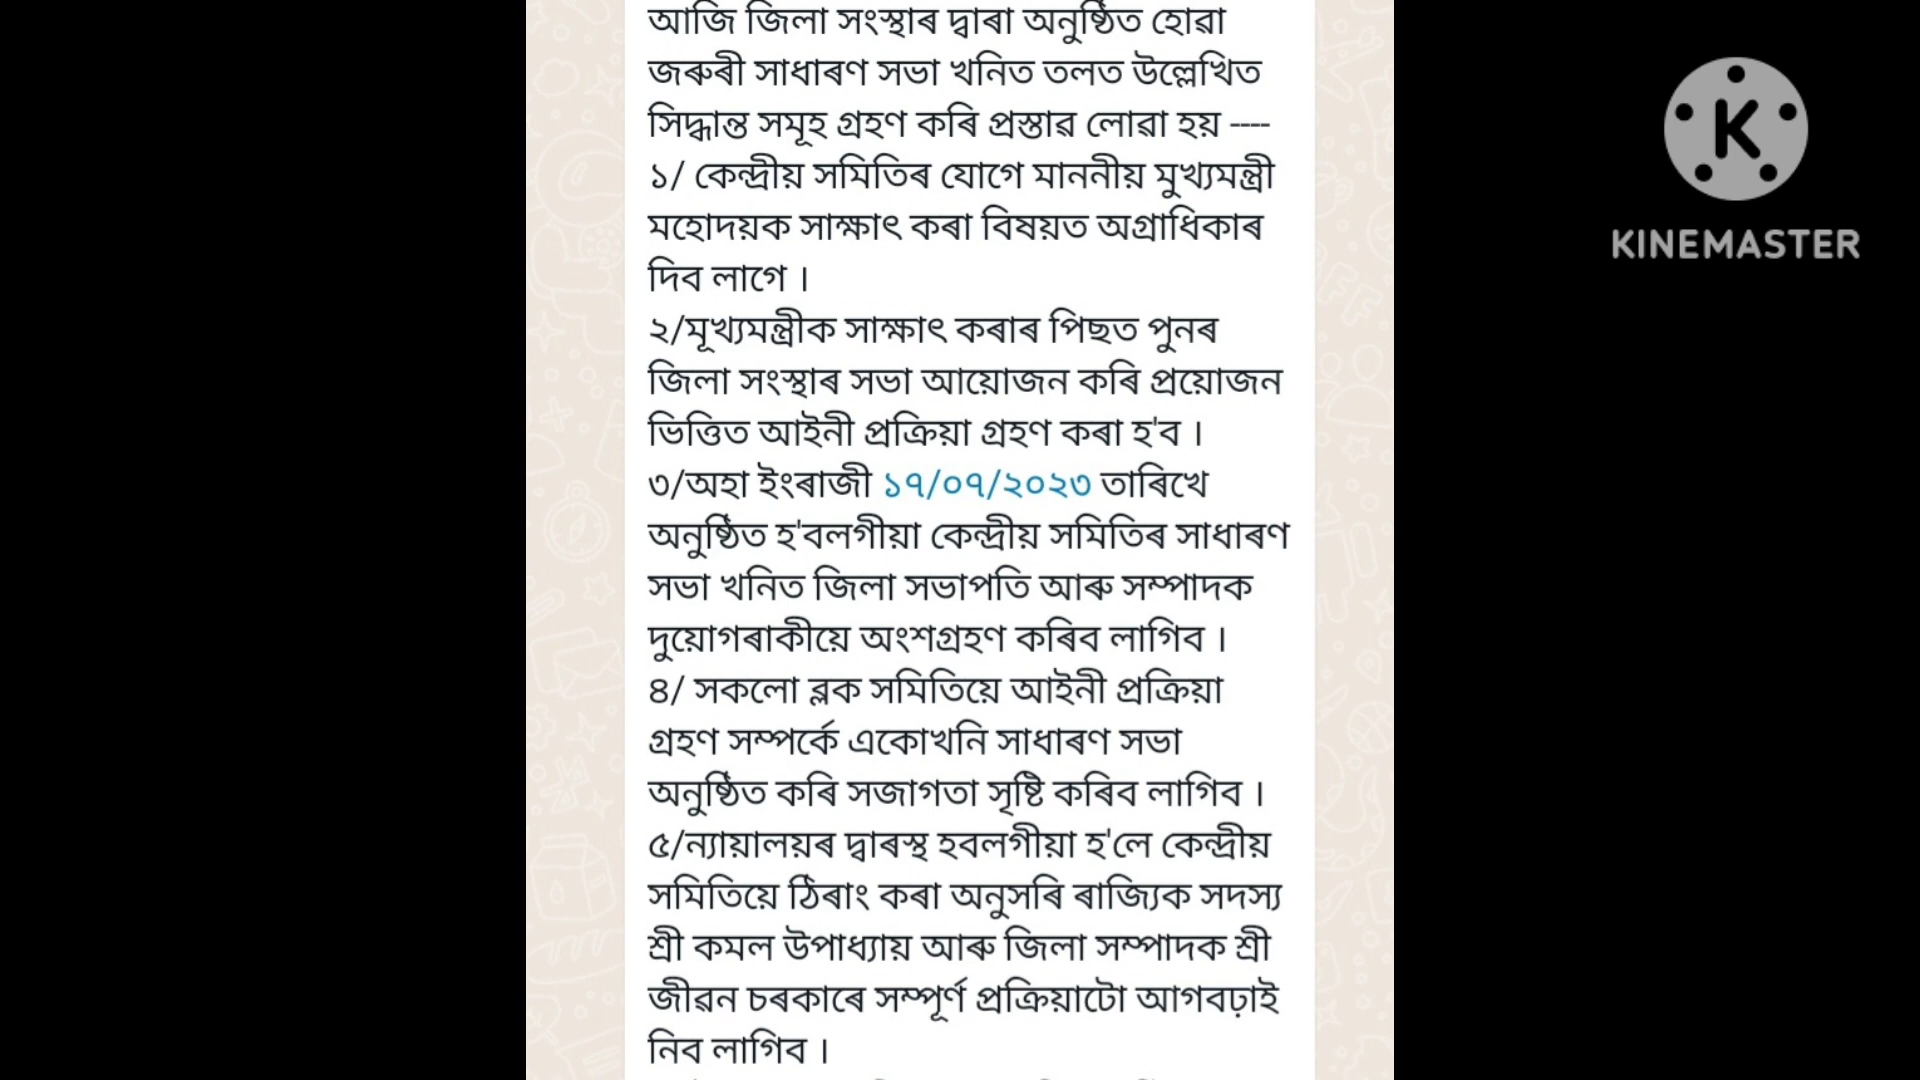 আজি জিলা সংস্থাৰ দ্বাৰা অনুষ্ঠিত হোৱা
জৰুৰী সাধাৰণ সভা খনিত তলত উল্লেখিত
সিদ্ধান্ত সমূহ গ্ৰহণ কৰি প্ৰস্তাৱ লোৱা হয় ----
১/ কেন্দ্ৰীয় সমিতিৰ যোগে মাননীয় মুখ্যমন্ত্ৰী
মহোদয়ক সাক্ষাৎ কৰা বিষয়ত অগ্ৰাধিকাৰ
দিব লাগে ।
২/মূখ্যমন্ত্ৰীক সাক্ষাৎ কৰাৰ পিছত পুনৰ
জিলা সংস্থাৰ সভা আয়োজন কৰি প্ৰয়োজন
ভিত্তিত আইনী প্ৰক্ৰিয়া গ্ৰহণ কৰা হ'ব ।
৩/অহা ইংৰাজী ১৭/০৭/২০২৩ তাৰিখে
অনুষ্ঠিত হ'বলগীয়া কেন্দ্ৰীয় সমিতিৰ সাধাৰণ
সভা খনিত জিলা সভাপতি আৰু সম্পাদক
দুয়োগৰাকীয়ে অংশগ্ৰহণ কৰিব লাগিব ।
৪/ সকলো ব্লক সমিতিয়ে আইনী প্ৰক্ৰিয়া
গ্ৰহণ সম্পৰ্কে একোখনি সাধাৰণ সভা
অনুষ্ঠিত কৰি সজাগতা সৃষ্টি কৰিব লাগিব ।
৫/ন্যায়ালয়ৰ দ্বাৰস্থ হবলগীয়া হ'লে কেন্দ্ৰীয়
সমিতিয়ে ঠিৰাং কৰা অনুসৰি ৰাজ্যিক সদস্য
শ্ৰী কমল উপাধ্যায় আৰু জিলা সম্পাদক শ্ৰী
জীৱন চৰকাৰে সম্পূৰ্ণ প্ৰক্ৰিয়াটো আগবঢ়াই
নিব লাগিব ।
KINEMASTER